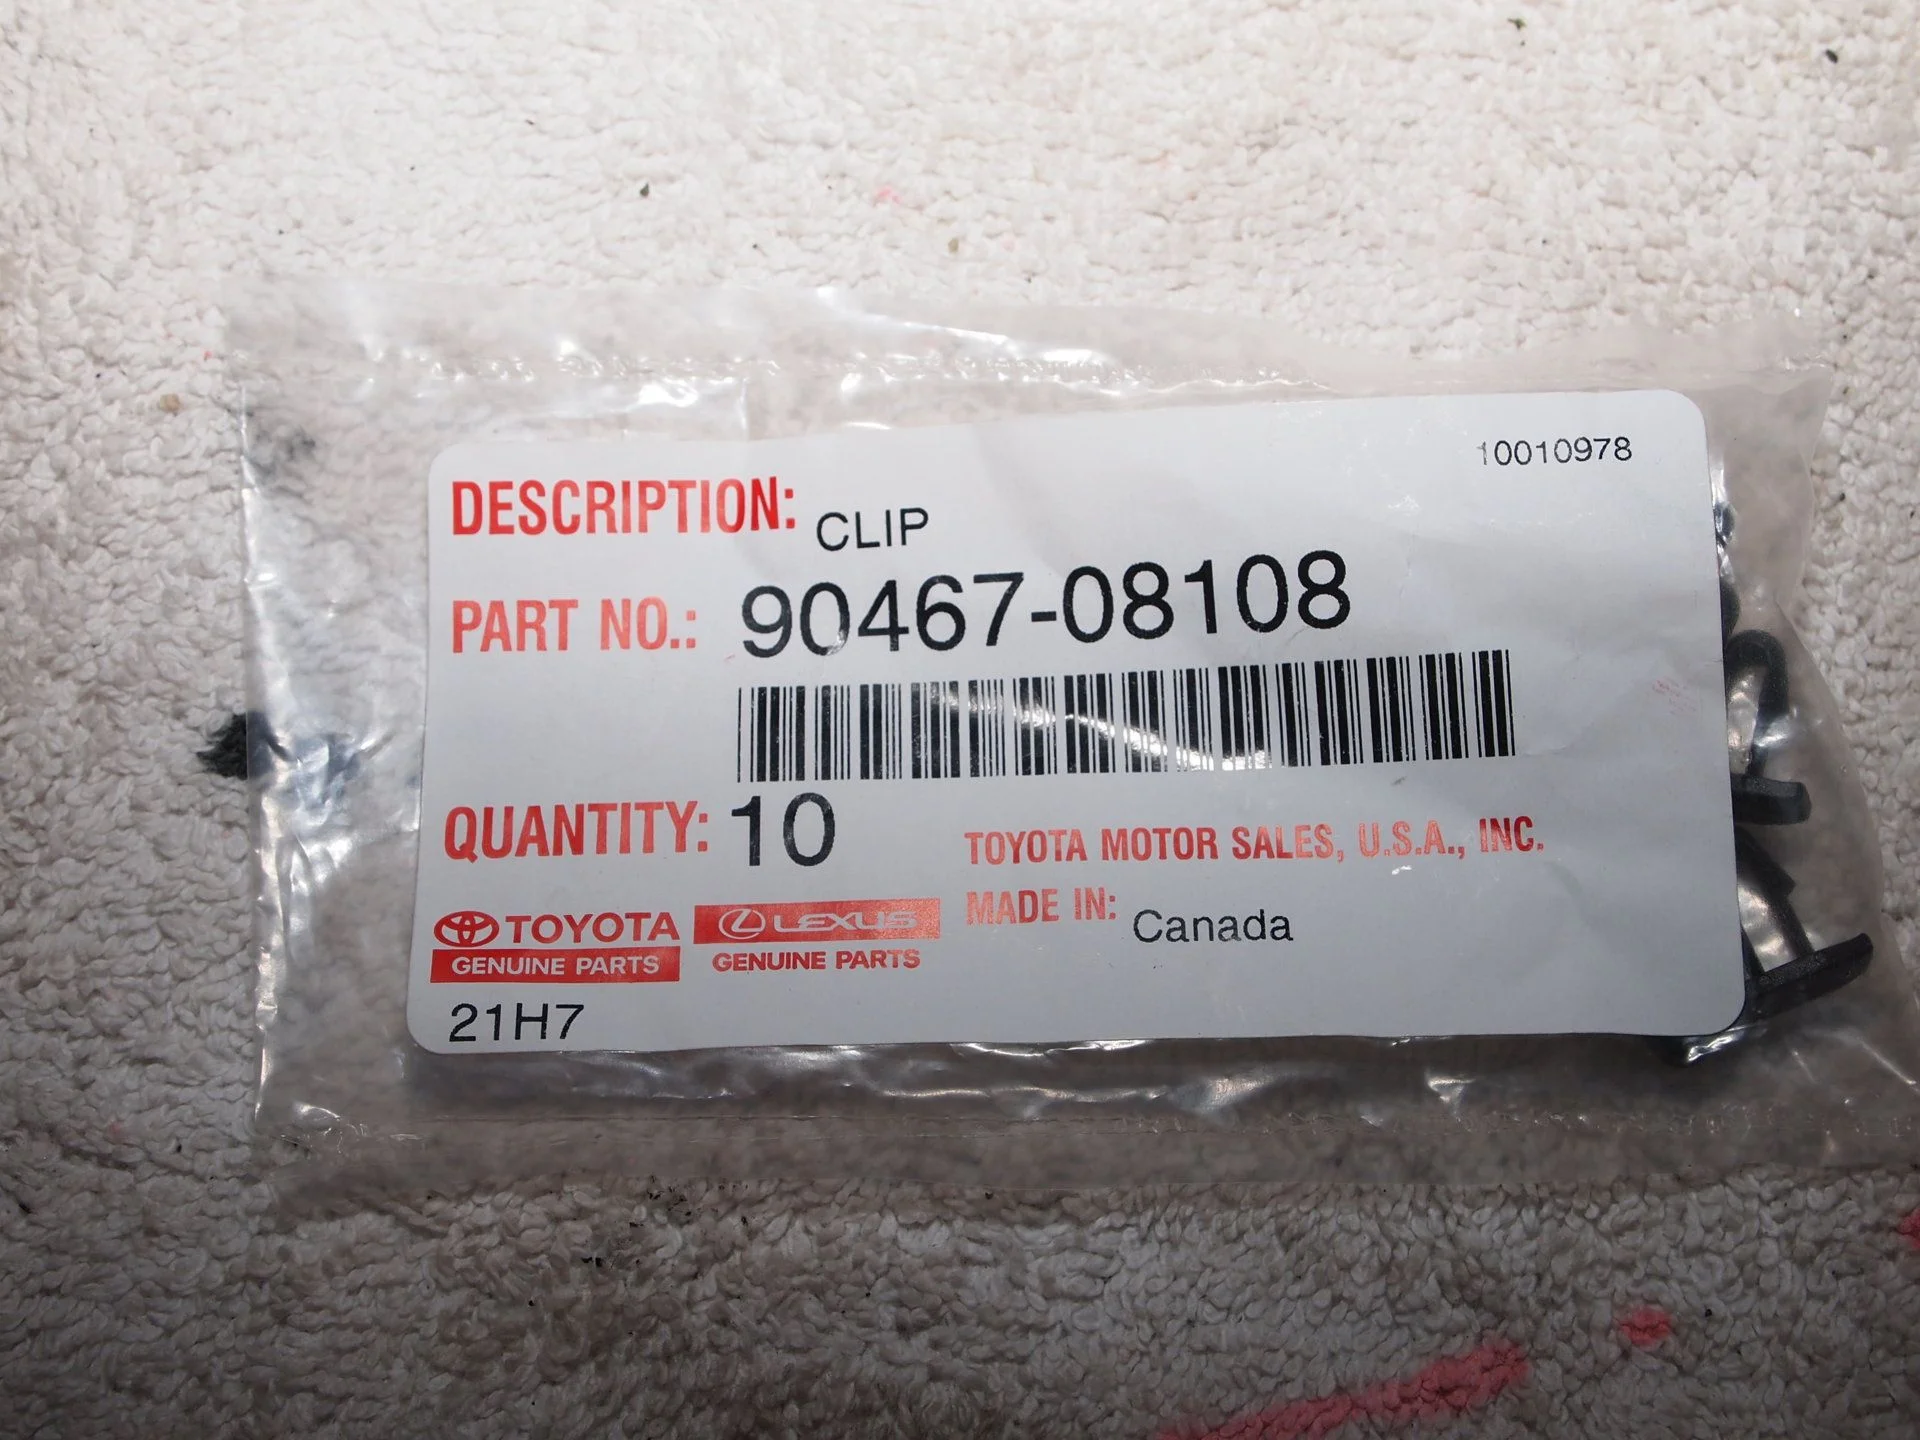 10010978
DESCRIPTION: CLIP
PART NO.: 90467-08108
QUANTITY: 10
TOYOTA MOTOR SALES, U.S.A., INC.
MADE IN: Canada
TOYOTA
GENUINE PARTS
LEXUS
GENUINE PARTS
21H7